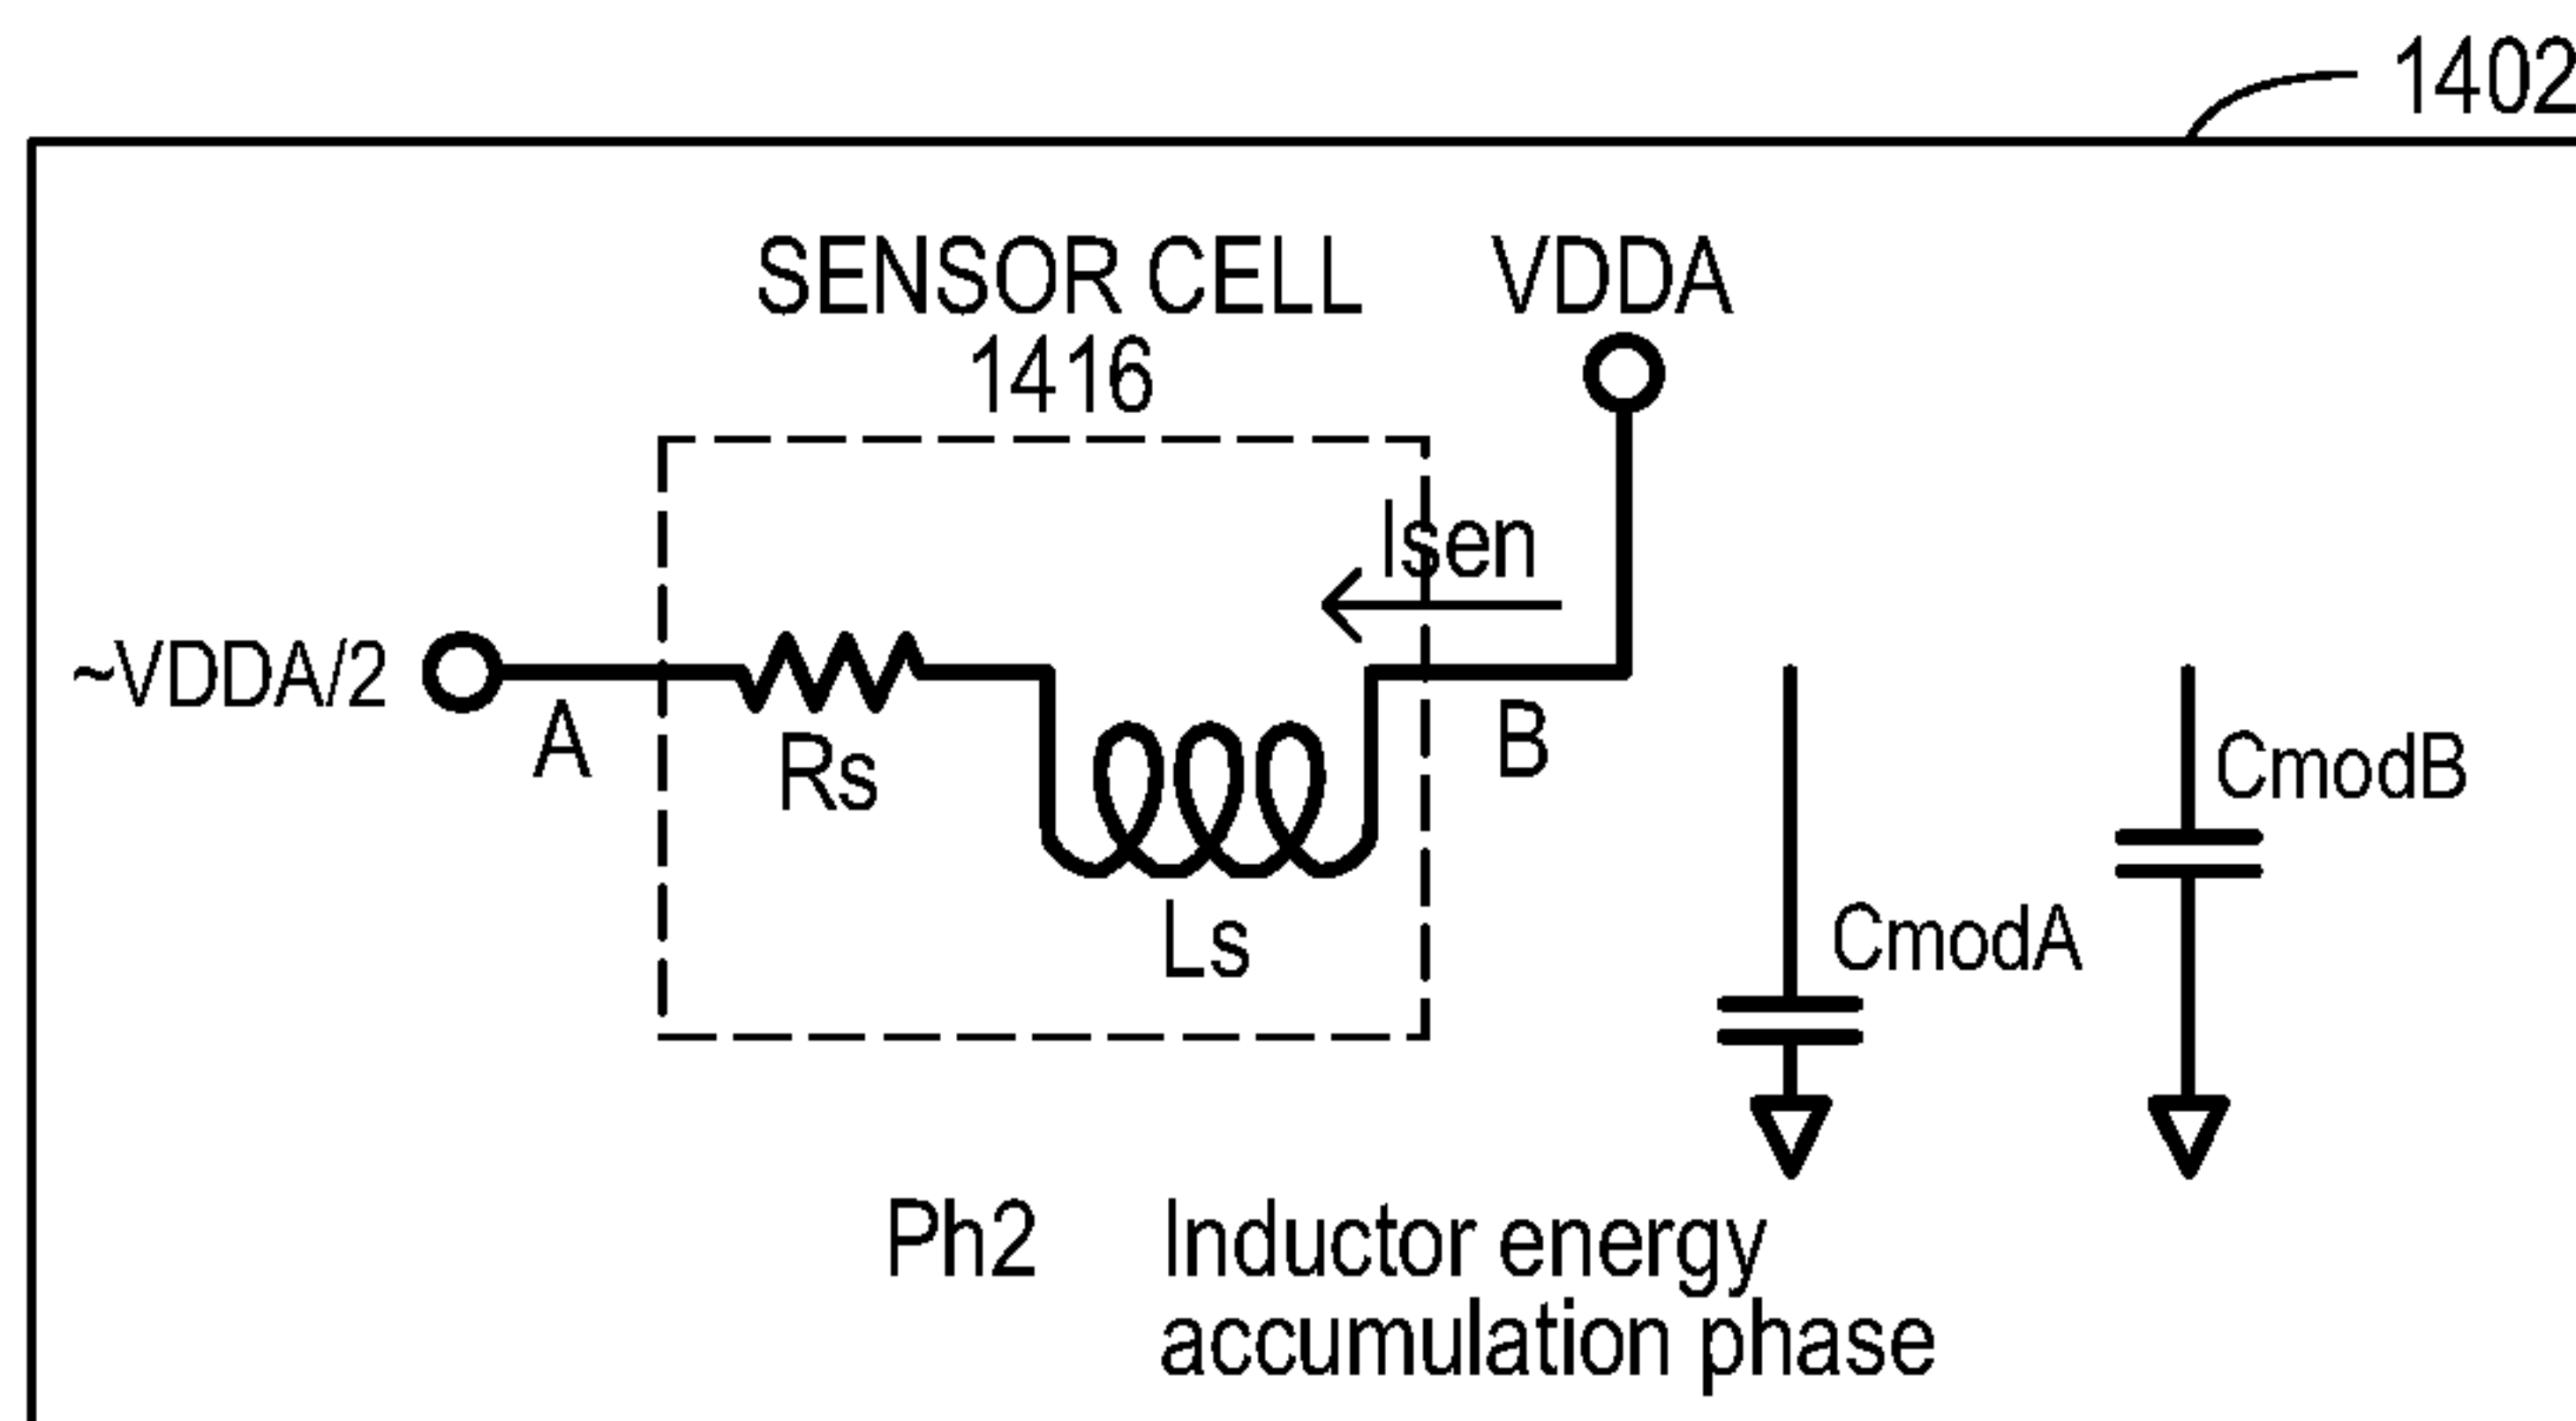 1402
SENSOR CELL
1416
VDDA
Isen
~VDDA/2
A
Rs
B
Ls
CmodB
CmodA
Ph2 Inductor energy
accumulation phase